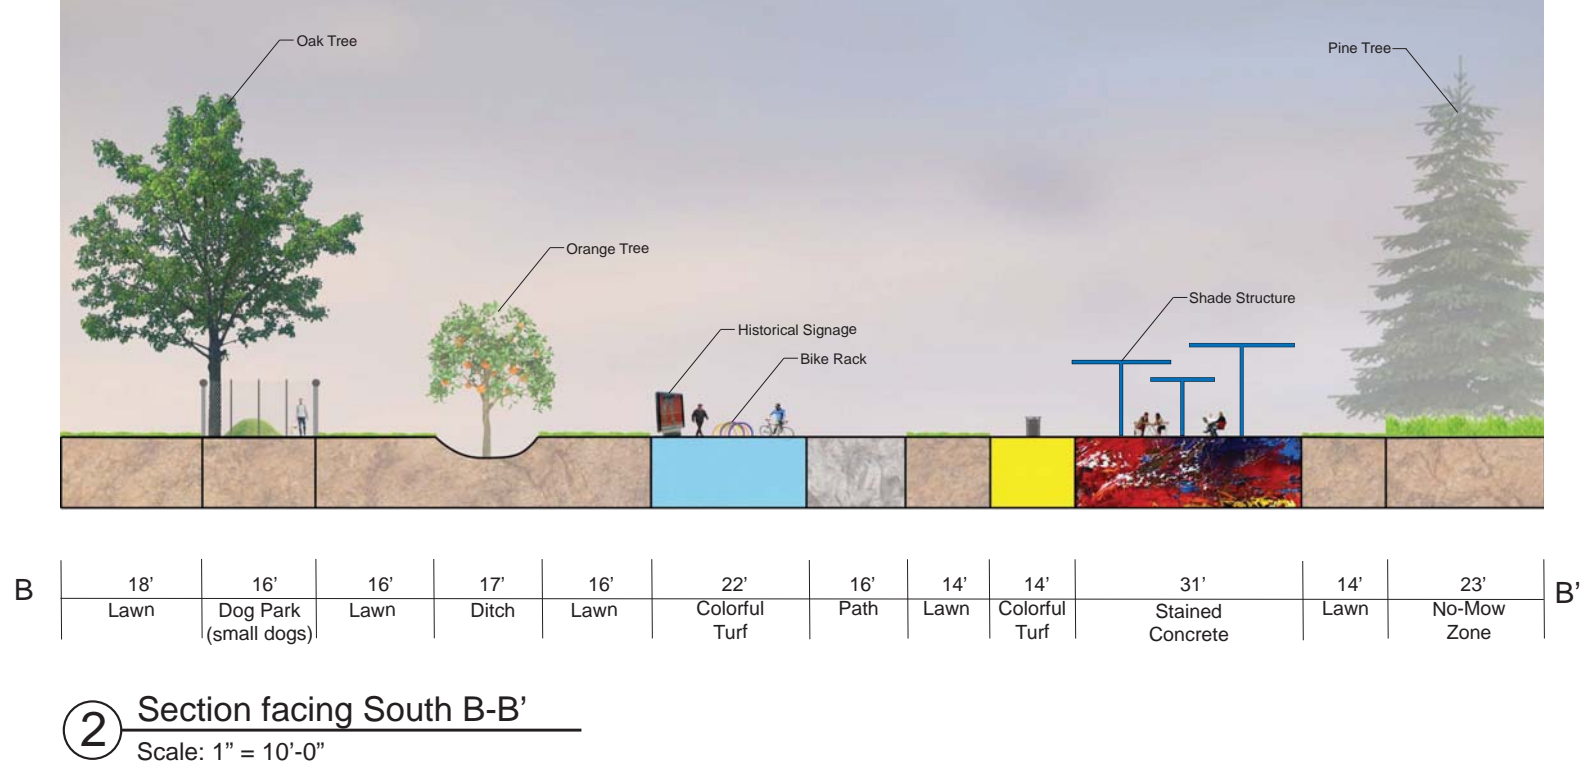 Oak Tree
Pine Tree
Orange Tree
Shade Structure
Historical Signage
Bike Rack
B
18’
16’
16’
17’
16’
22’
16’
14’
14’
31’
14’
23’
B’
Lawn
Dog Park
(small dogs)
Lawn
Ditch
Lawn
Colorful
Turf
Path
Lawn
Colorful
Turf
Stained
Concrete
Lawn
No-Mow
Zone
2
Section facing South B-B’
Scale: 1” = 10’-0”